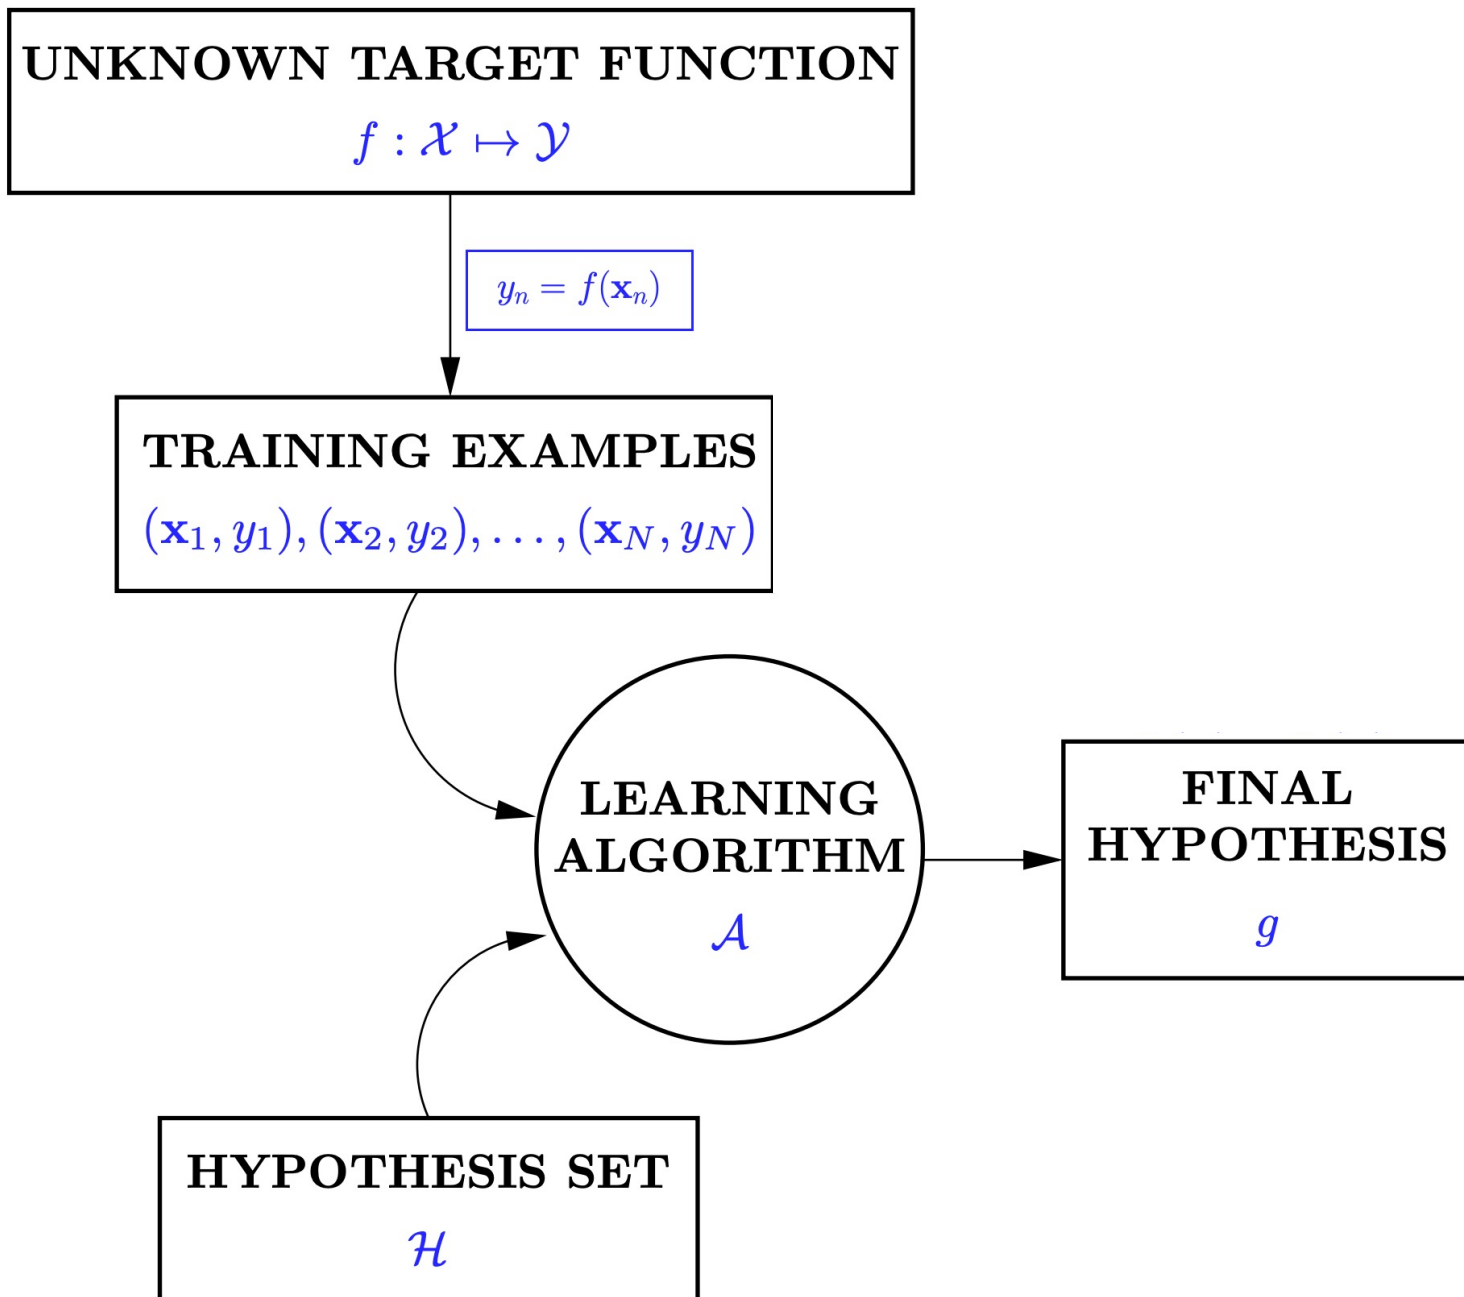 UNKNOWN TARGET FUNCTION
f : 𝒳 ↦ 𝒴
yₙ = f(𝐱ₙ)
TRAINING EXAMPLES
(𝐱₁, y₁), (𝐱₂, y₂), . . . , (𝐱_N, y_N)
LEARNING
ALGORITHM
𝒜
FINAL
HYPOTHESIS
g
HYPOTHESIS SET
ℋ